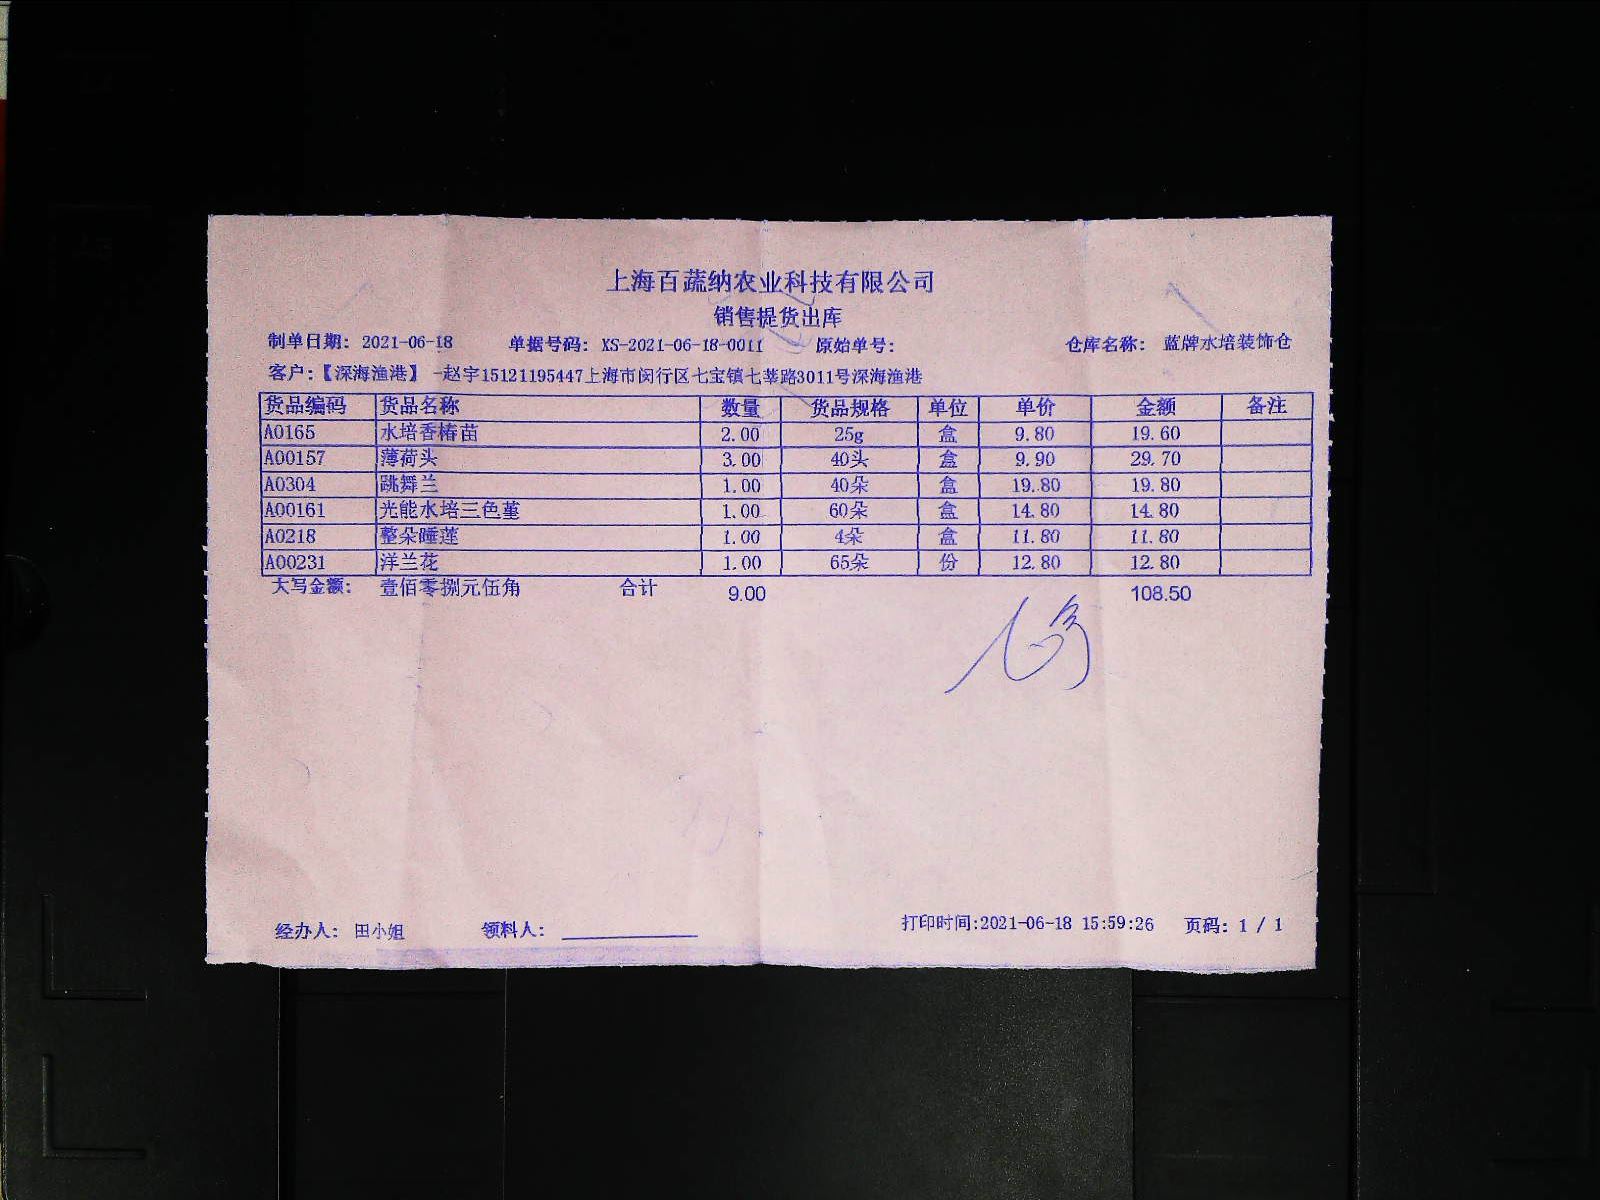 上海百蔬纳农业科技有限公司
销售提货出库
制单日期: 2021-06-18 单据号码: XS-2021-06-18-0011 原始单号: 仓库名称: 蓝牌水培装饰仓
客户:【深海渔港】 -赵宇15121195447上海市闵行区七宝镇七莘路3011号深海渔港
货品编码 货品名称 数量 货品规格 单位 单价 金额 备注
A0165 水培香椿苗 2.00 25g 盒 9.80 19.60
A00157 薄荷头 3.00 40头 盒 9.90 29.70
A0304 跳舞兰 1.00 40朵 盒 19.80 19.80
A00161 光能水培三色堇 1.00 60朵 盒 14.80 14.80
A0218 整朵睡莲 1.00 4朵 盒 11.80 11.80
A00231 洋兰花 1.00 65朵 份 12.80 12.80
大写金额: 壹佰零捌元伍角 合计 9.00 108.50
经办人: 田小姐 领料人: 打印时间:2021-06-18 15:59:26 页码: 1 / 1